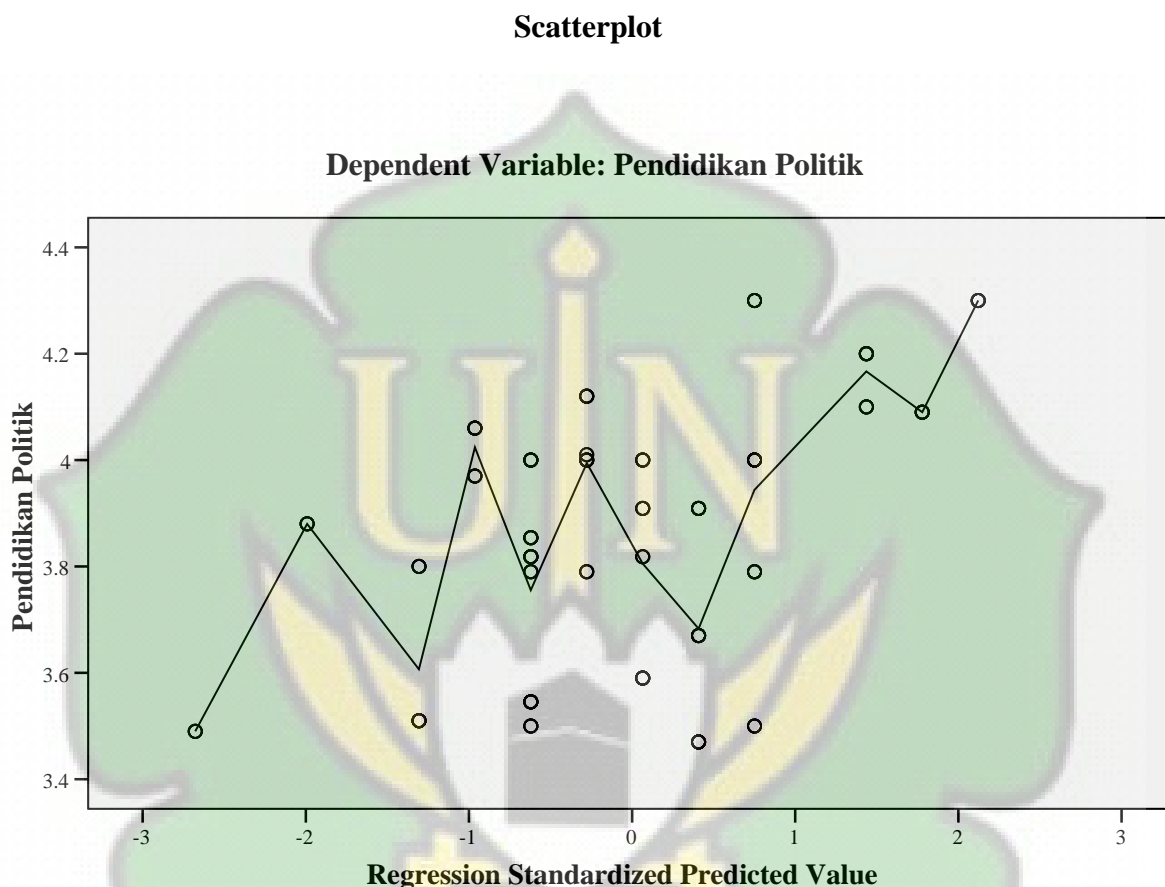 Scatterplot
Dependent Variable: Pendidikan Politik
4.4
4.2
4
3.8
3.6
3.4
Pendidikan Politik
-3 -2 -1 0 1 2 3
Regression Standardized Predicted Value
UIN